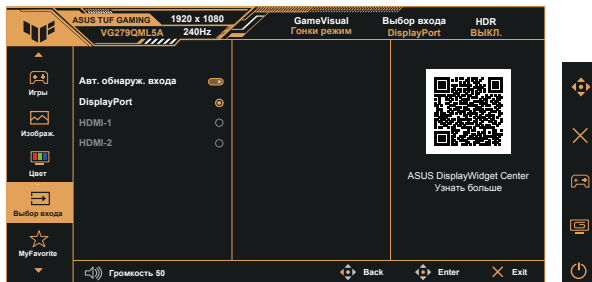 ASUS TUF GAMING 1920 x 1080
VG279QML5A 240Hz
GameVisual
Гонки режим
Выбор входа
DisplayPort
HDR
ВЫКЛ.
Игры
Изображ.
Цвет
Выбор входа
MyFavorite
Авт. обнаруж. входа
DisplayPort
HDMI-1
HDMI-2
ASUS DisplayWidget Center
Узнать больше
Громкость 50
Back
Enter
Exit